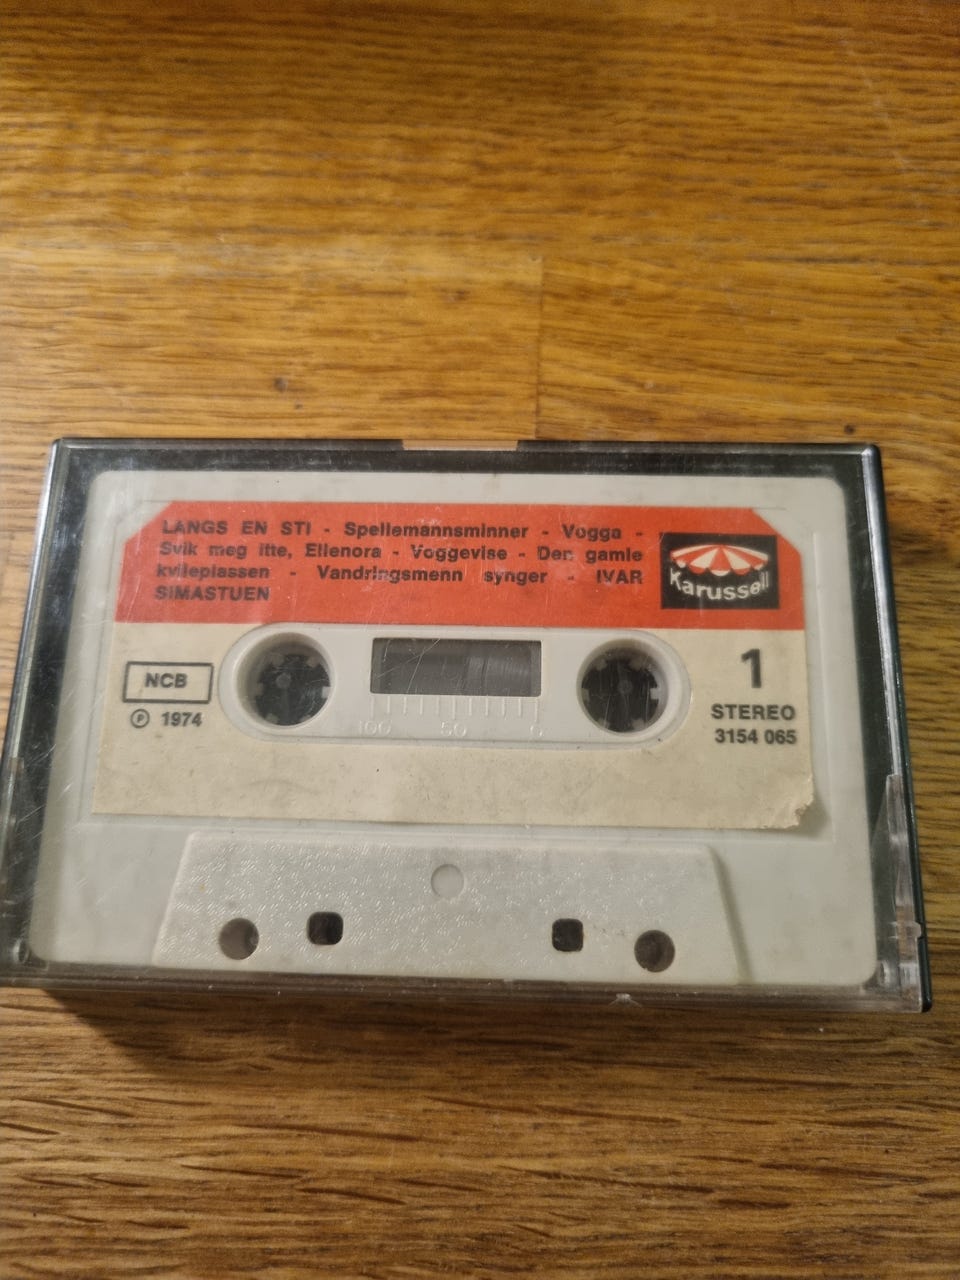 LANGS EN STI - Spellemannsminner - Vogga -
Svik meg itte, Ellenora - Voggevise - Den gamle
kvileplassen - Vandringsmenn synger - IVAR
SIMASTUEN
Karussell
NCB
℗ 1974
1
STEREO
3154 065
100 50 0